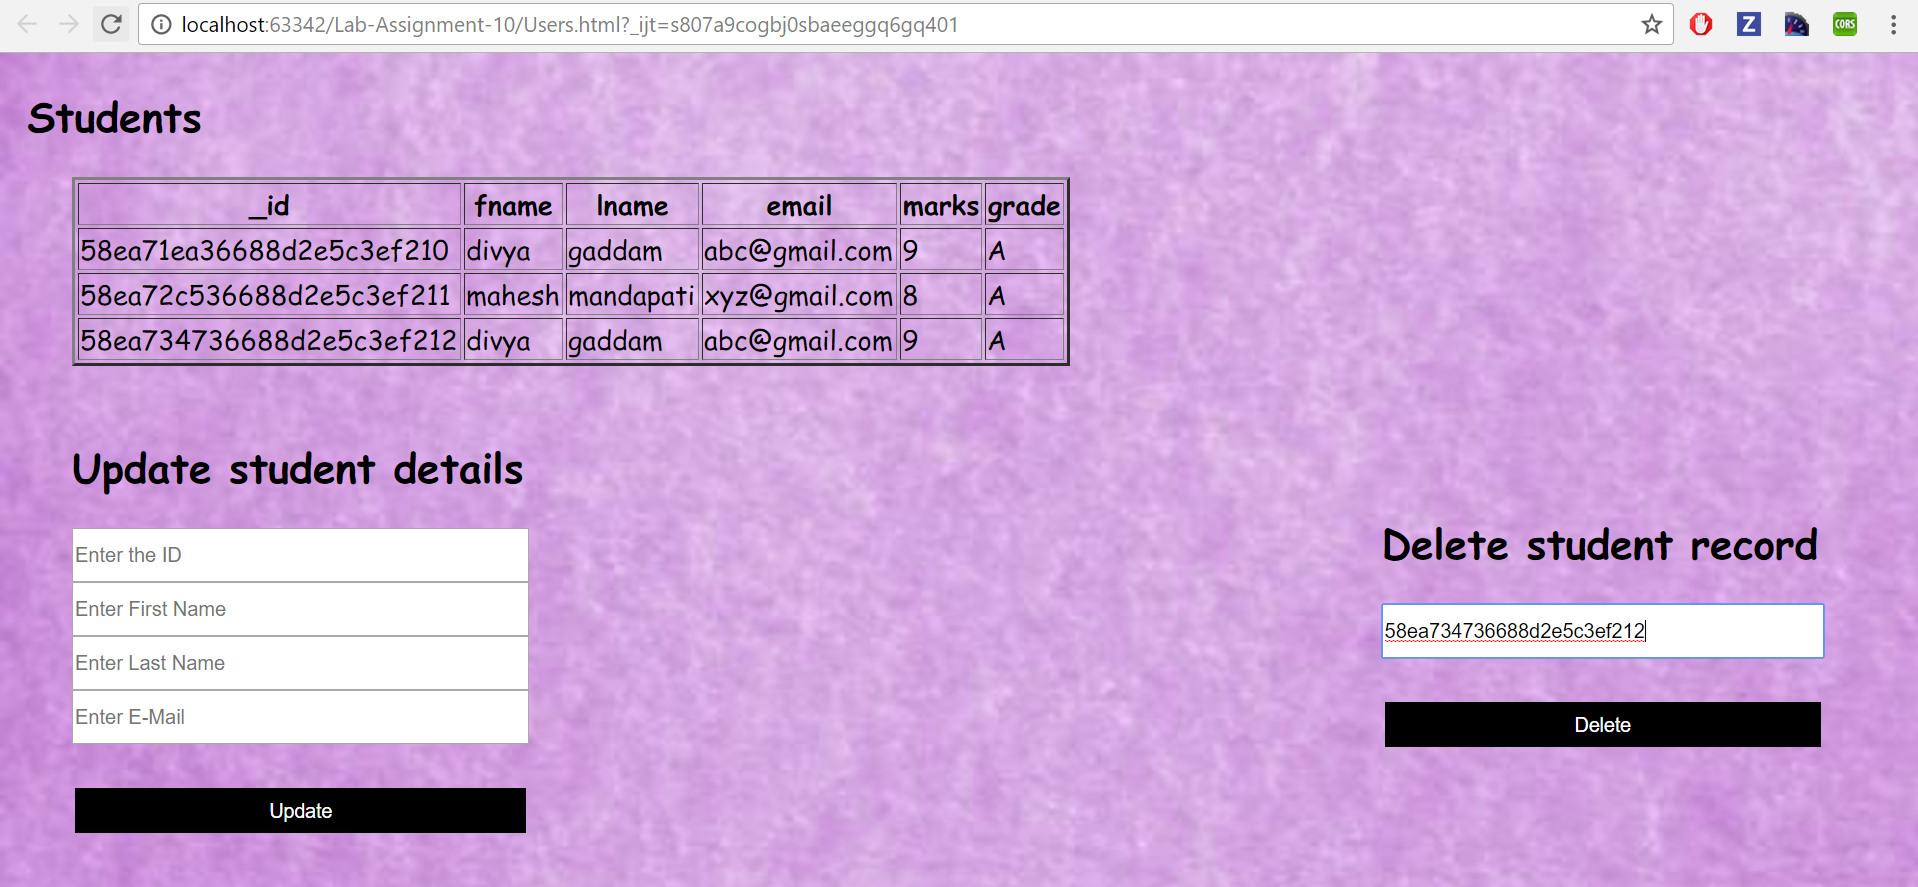 localhost:63342/Lab-Assignment-10/Users.html?_ijt=s807a9cogbj0sbaeeggq6gq401
Z
CORS
Students
_id fname lname email marks grade
58ea71ea36688d2e5c3ef210 divya gaddam abc@gmail.com 9 A
58ea72c536688d2e5c3ef211 mahesh mandapati xyz@gmail.com 8 A
58ea734736688d2e5c3ef212 divya gaddam abc@gmail.com 9 A
Update student details
Enter the ID
Enter First Name
Enter Last Name
Enter E-Mail
Update
Delete student record
58ea734736688d2e5c3ef212
Delete